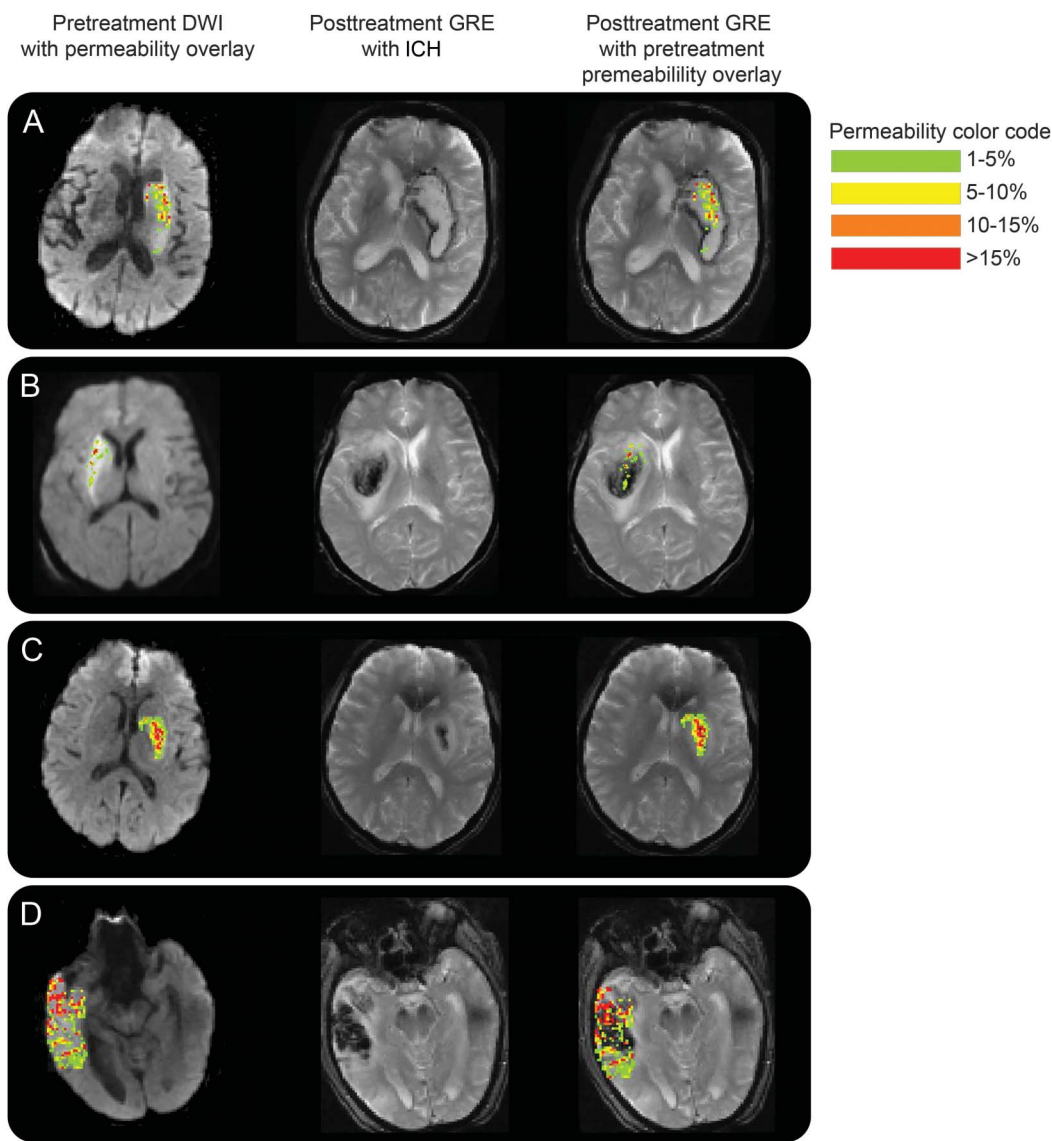 Pretreatment DWI
with permeability overlay
Posttreatment GRE
with ICH
Posttreatment GRE
with pretreatment
premeabilility overlay
A
Permeability color code
1-5%
5-10%
10-15%
>15%
B
C
D